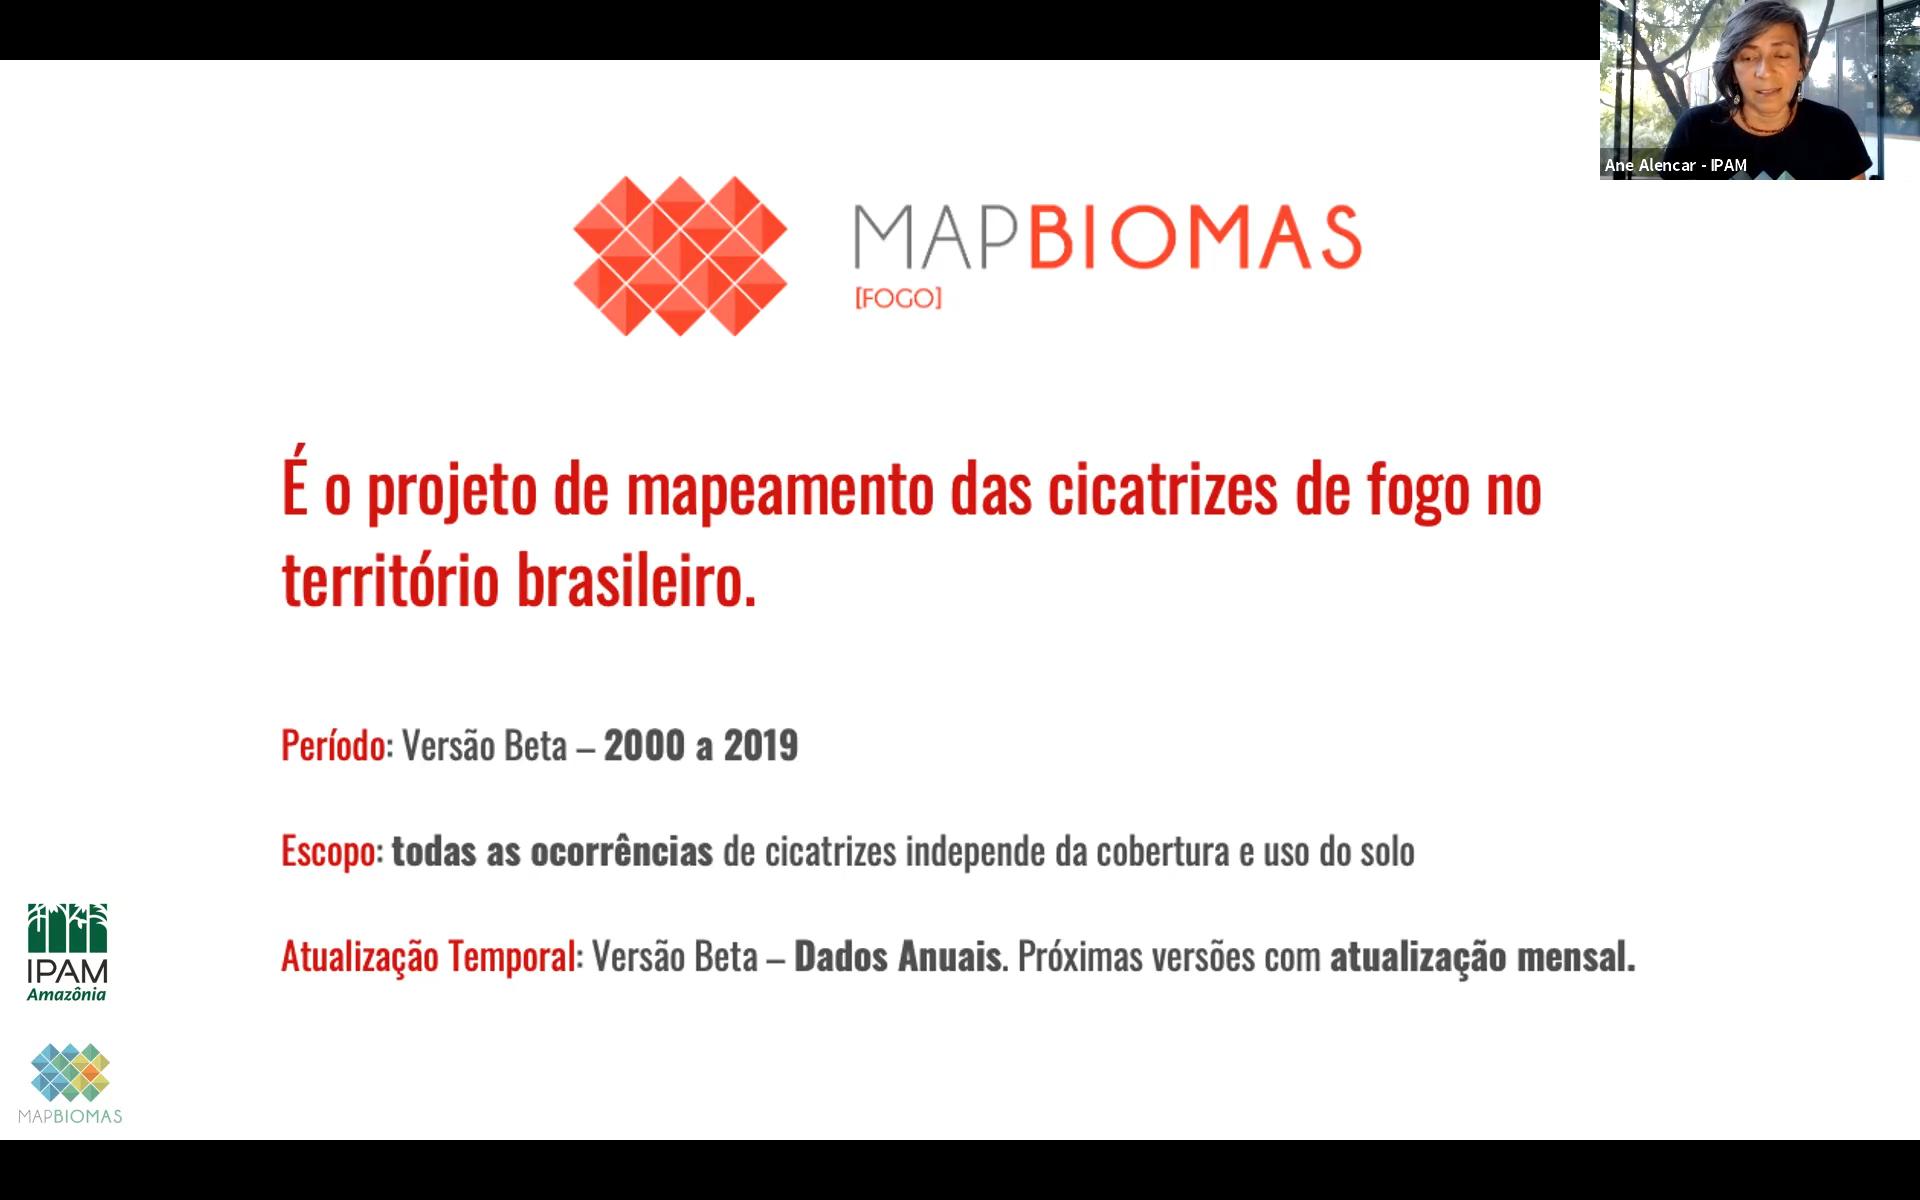 Ane Alencar - IPAM
MAPBIOMAS
[FOGO]
É o projeto de mapeamento das cicatrizes de fogo no
território brasileiro.
Período: Versão Beta – 2000 a 2019
Escopo: todas as ocorrências de cicatrizes independe da cobertura e uso do solo
Atualização Temporal: Versão Beta – Dados Anuais. Próximas versões com atualização mensal.
IPAM
Amazônia
MAPBIOMAS